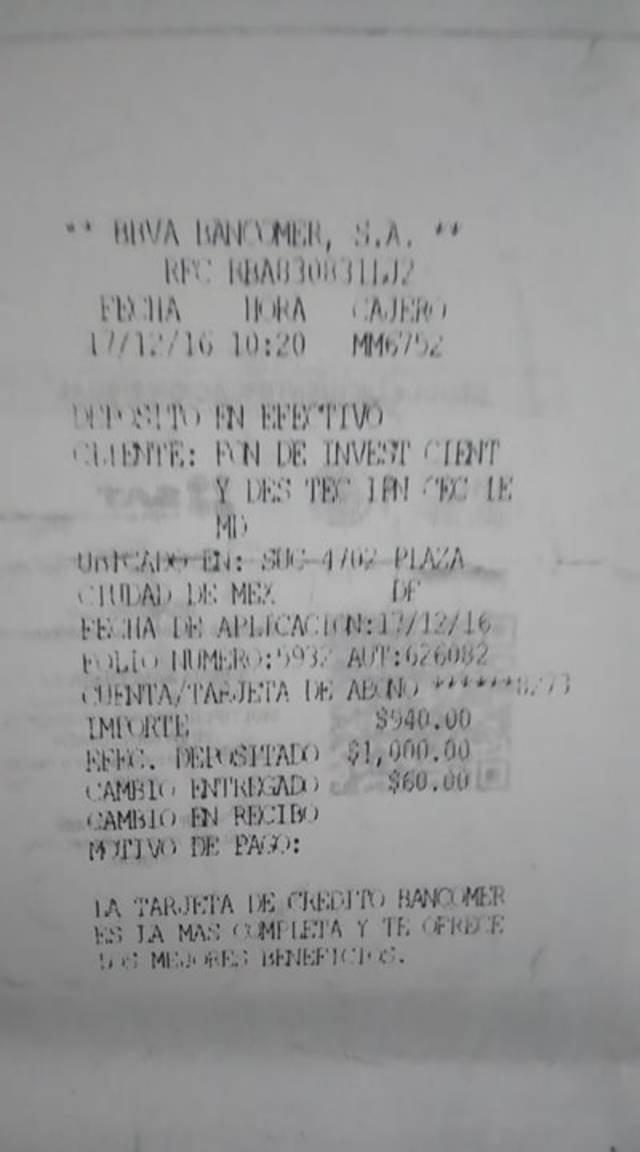 ** BBVA BANCOMER, S.A. **
RFC BBA830831LJ2
FECHA HORA CAJERO
17/12/16 10:20 MM6752
DEPOSITO EN EFECTIVO
CLIENTE: FON DE INVEST CIENT
Y DES TEC IPN CEC IE
MD
UBICADO EN: SUC-4702 PLAZA
CIUDAD DE MEX DF
FECHA DE APLICACION:17/12/16
FOLIO NUMERO:5932 AUT:626082
CUENTA/TARJETA DE ABONO ******8273
IMPORTE $940.00
EFEC. DEPOSITADO $1,000.00
CAMBIO ENTREGADO $60.00
CAMBIO EN RECIBO
MOTIVO DE PAGO:
LA TARJETA DE CREDITO BANCOMER
ES LA MAS COMPLETA Y TE OFRECE
LOS MEJORES BENEFICIOS.